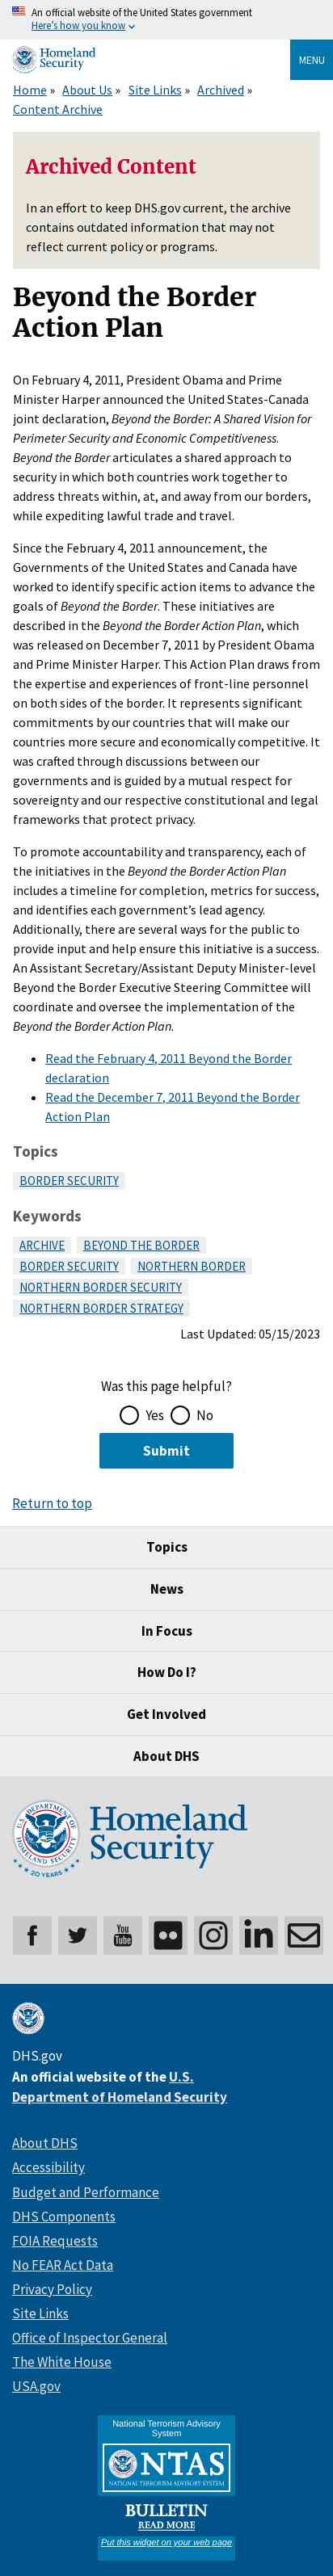 An official website of the United States government
Here's how you know
Homeland
Security
MENU
Home » About Us » Site Links » Archived »
Content Archive
Archived Content
In an effort to keep DHS.gov current, the archive
contains outdated information that may not
reflect current policy or programs.
Beyond the Border
Action Plan
On February 4, 2011, President Obama and Prime
Minister Harper announced the United States-Canada
joint declaration, Beyond the Border: A Shared Vision for
Perimeter Security and Economic Competitiveness.
Beyond the Border articulates a shared approach to
security in which both countries work together to
address threats within, at, and away from our borders,
while expediting lawful trade and travel.
Since the February 4, 2011 announcement, the
Governments of the United States and Canada have
worked to identify specific action items to advance the
goals of Beyond the Border. These initiatives are
described in the Beyond the Border Action Plan, which
was released on December 7, 2011 by President Obama
and Prime Minister Harper. This Action Plan draws from
the expertise and experiences of front-line personnel
on both sides of the border. It represents significant
commitments by our countries that will make our
countries more secure and economically competitive. It
was crafted through discussions between our
governments and is guided by a mutual respect for
sovereignty and our respective constitutional and legal
frameworks that protect privacy.
To promote accountability and transparency, each of
the initiatives in the Beyond the Border Action Plan
includes a timeline for completion, metrics for success,
and identifies each government's lead agency.
Additionally, there are several ways for the public to
provide input and help ensure this initiative is a success.
An Assistant Secretary/Assistant Deputy Minister-level
Beyond the Border Executive Steering Committee will
coordinate and oversee the implementation of the
Beyond the Border Action Plan.
• Read the February 4, 2011 Beyond the Border
declaration
• Read the December 7, 2011 Beyond the Border
Action Plan
Topics
BORDER SECURITY
Keywords
ARCHIVE BEYOND THE BORDER
BORDER SECURITY NORTHERN BORDER
NORTHERN BORDER SECURITY
NORTHERN BORDER STRATEGY
Last Updated: 05/15/2023
Was this page helpful?
Yes No
Submit
Return to top
Topics
News
In Focus
How Do I?
Get Involved
About DHS
Homeland
Security
20 YEARS
You
Tube
DHS.gov
An official website of the U.S.
Department of Homeland Security
About DHS
Accessibility
Budget and Performance
DHS Components
FOIA Requests
No FEAR Act Data
Privacy Policy
Site Links
Office of Inspector General
The White House
USA.gov
National Terrorism Advisory
System
NTAS
NATIONAL TERRORISM ADVISORY SYSTEM
BULLETIN
READ MORE
Put this widget on your web page